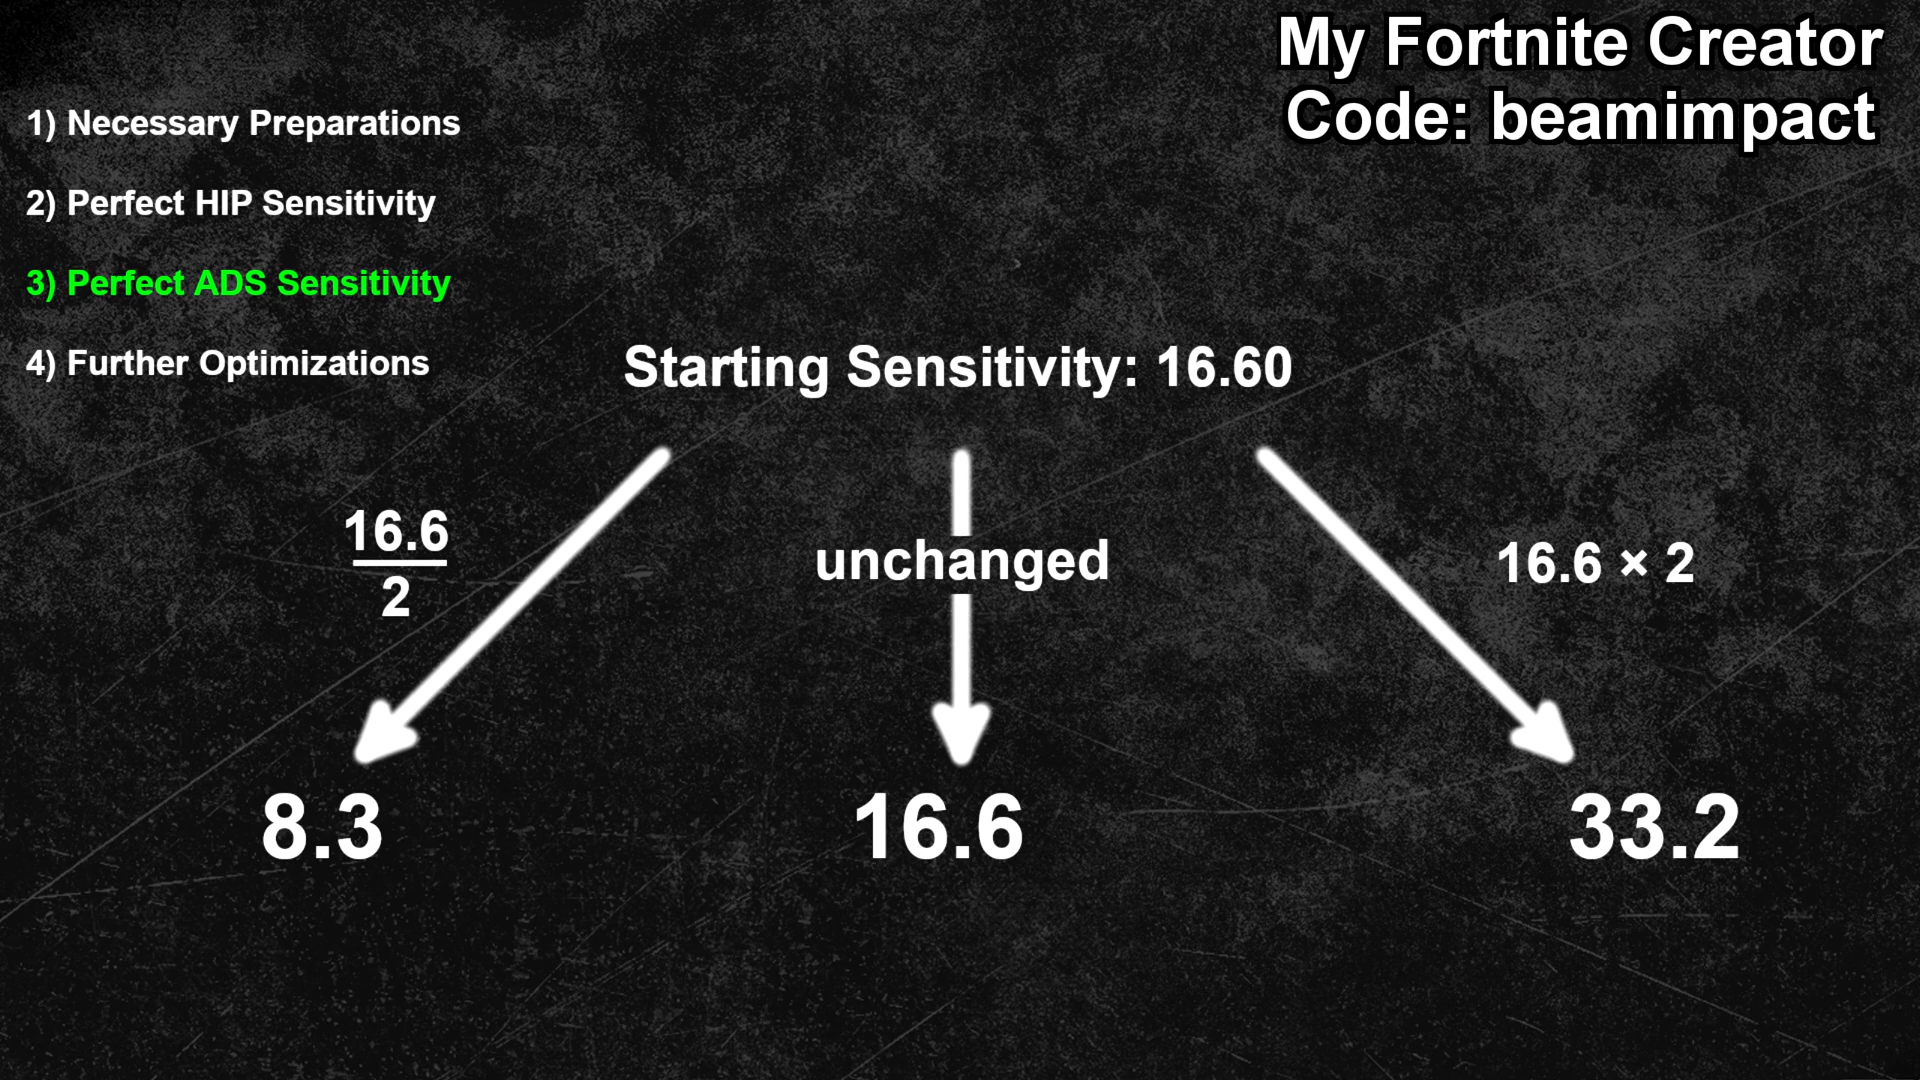 My Fortnite Creator
Code: beamimpact
1) Necessary Preparations
2) Perfect HIP Sensitivity
3) Perfect ADS Sensitivity
4) Further Optimizations
Starting Sensitivity: 16.60
16.6
2
unchanged
16.6 × 2
8.3
16.6
33.2